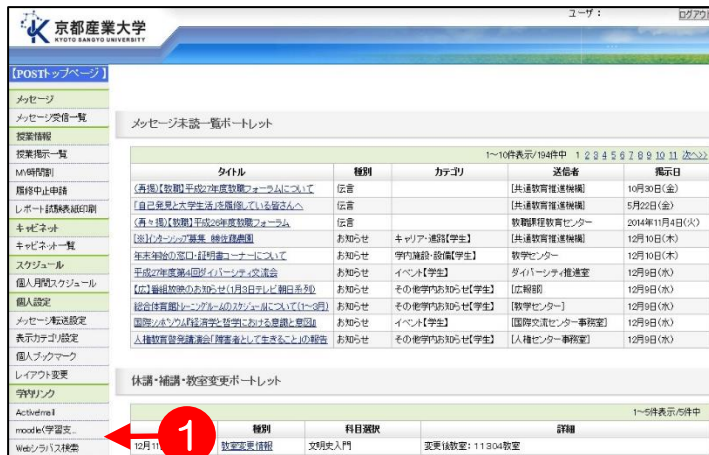 京都産業大学
KYOTO SANGYO UNIVERSITY
ユーザ：
ログアウト
【POSTトップページ】
メッセージ
メッセージ受信一覧
授業情報
授業掲示一覧
MY時間割
履修中止申請
レポート試験表紙印刷
キャビネット
キャビネット一覧
スケジュール
個人月間スケジュール
個人設定
メッセージ転送設定
表示カテゴリ設定
個人ブックマーク
レイアウト変更
学内リンク
Active!mail
moodle(学習支...
Webシラバス検索
メッセージ未読一覧ポートレット
1～10件表示/194件中 1 2 3 4 5 6 7 8 9 10 11 次へ>>
タイトル 種別 カテゴリ 送信者 掲示日
(再掲)【教職】平成27年度教職フォーラムについて 伝言 [共通教育推進機構] 10月30日(金)
「自己発見と大学生活」を履修している皆さんへ 伝言 [共通教育推進機構] 5月22日(金)
(再々掲)【教職】平成26年度教職フォーラム 伝言 教職課程教育センター 2014年11月4日(火)
[※]インターンシップ募集 ㈱佐藤農園 お知らせ キャリア・進路【学生】 [共通教育推進機構] 12月10日(木)
年末年始の窓口・証明書コーナーについて お知らせ 学内施設・設備【学生】 教学センター 12月10日(木)
平成27年度第4回ダイバーシティ交流会 お知らせ イベント【学生】 ダイバーシティ推進室 12月9日(水)
【広】番組放映のお知らせ(1月3日テレビ朝日系列) お知らせ その他学内お知らせ【学生】 [広報部] 12月9日(水)
総合体育館トレーニングルームのスケジュールについて(1～3月) お知らせ その他学内お知らせ【学生】 [教学センター] 12月9日(水)
国際シンポジウム『経済学と哲学における意識と意図』 お知らせ イベント【学生】 [国際交流センター事務室] 12月9日(水)
人権教育啓発講演会「障害者として生きること」の報告 お知らせ その他学内お知らせ【学生】 [人権センター事務室] 12月9日(水)
休講・補講・教室変更ポートレット
1～5件表示/5件中
種別 科目選択 詳細
12月11 教室変更情報 文明史入門 変更後教室：11304教室
1